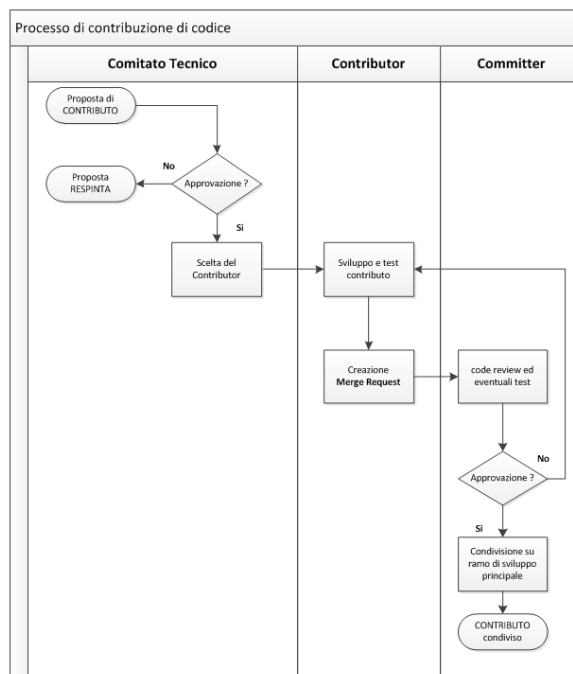 Processo di contribuzione di codice
Comitato Tecnico
Contributor
Committer
Proposta di
CONTRIBUTO
No
Proposta
RESPINTA
Approvazione ?
Si
Scelta del
Contributor
Sviluppo e test
contributo
Creazione
Merge Request
code review ed
eventuali test
No
Approvazione ?
Si
Condivisione su
ramo di sviluppo
principale
CONTRIBUTO
condiviso